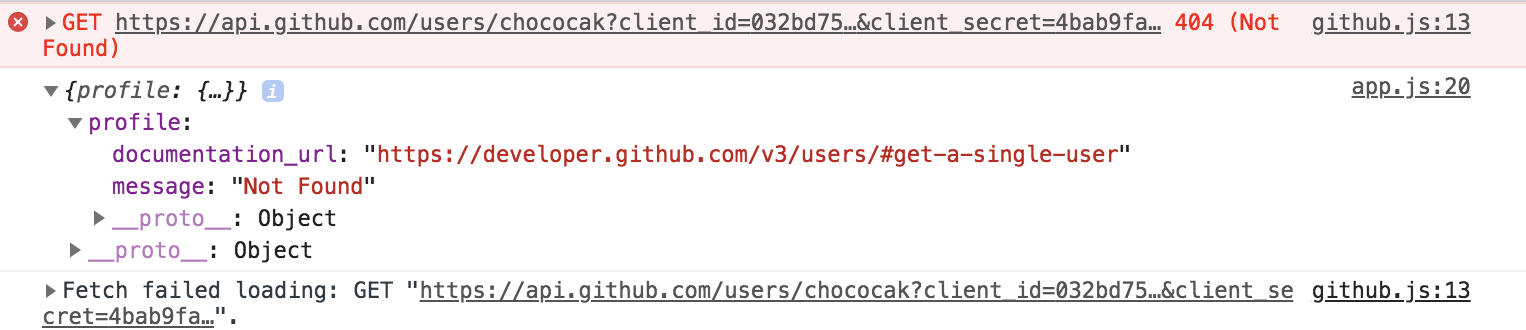 GET https://api.github.com/users/chococak?client_id=032bd75…&client_secret=4bab9fa… 404 (Not github.js:13
Found)
{profile: {…}} i app.js:20
profile:
documentation_url: "https://developer.github.com/v3/users/#get-a-single-user"
message: "Not Found"
__proto__: Object
__proto__: Object
Fetch failed loading: GET "https://api.github.com/users/chococak?client_id=032bd75…&client_se github.js:13
cret=4bab9fa…".